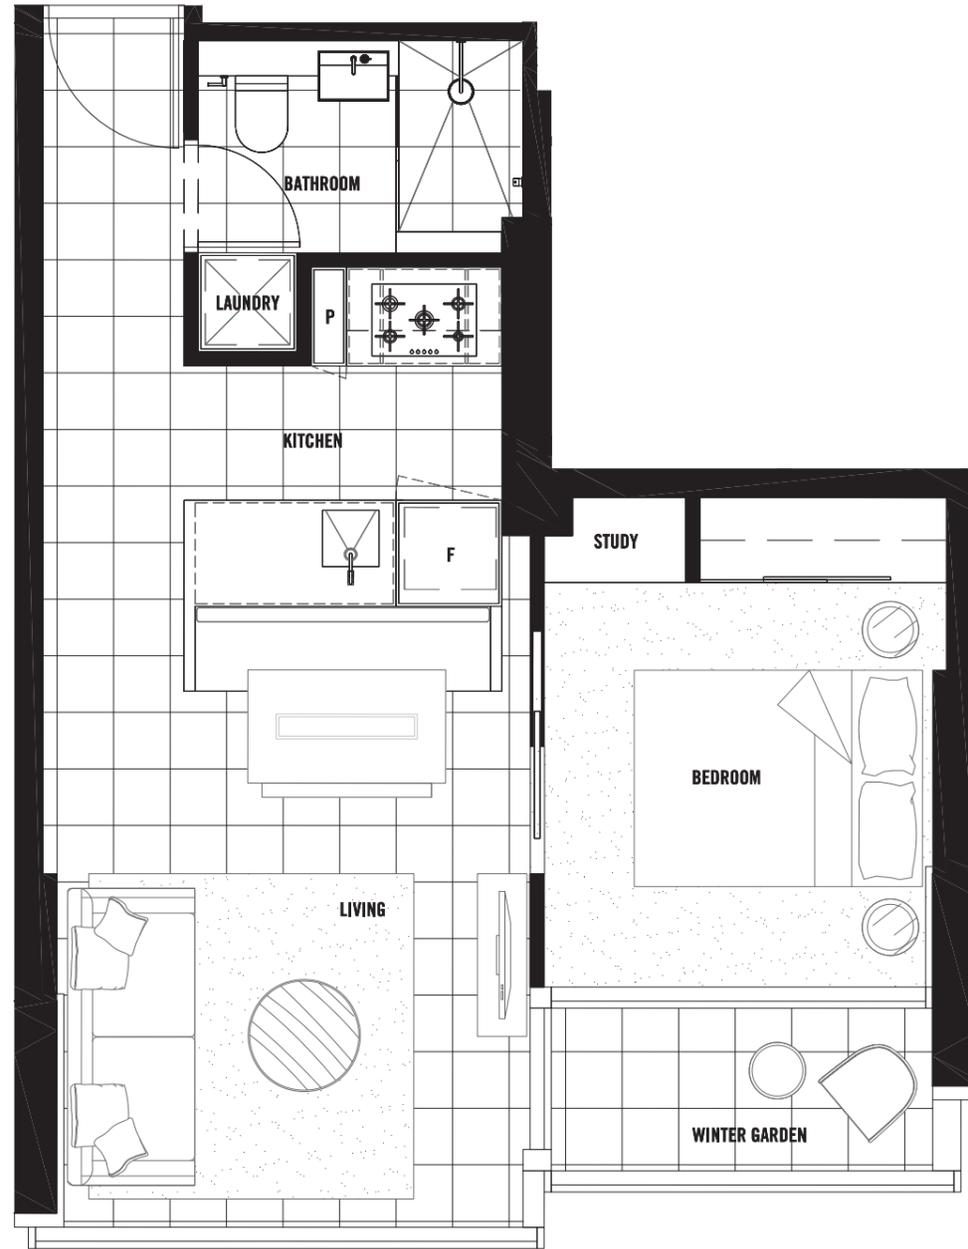 BATHROOM
LAUNDRY
P
KITCHEN
STUDY
F
BEDROOM
LIVING
WINTER GARDEN